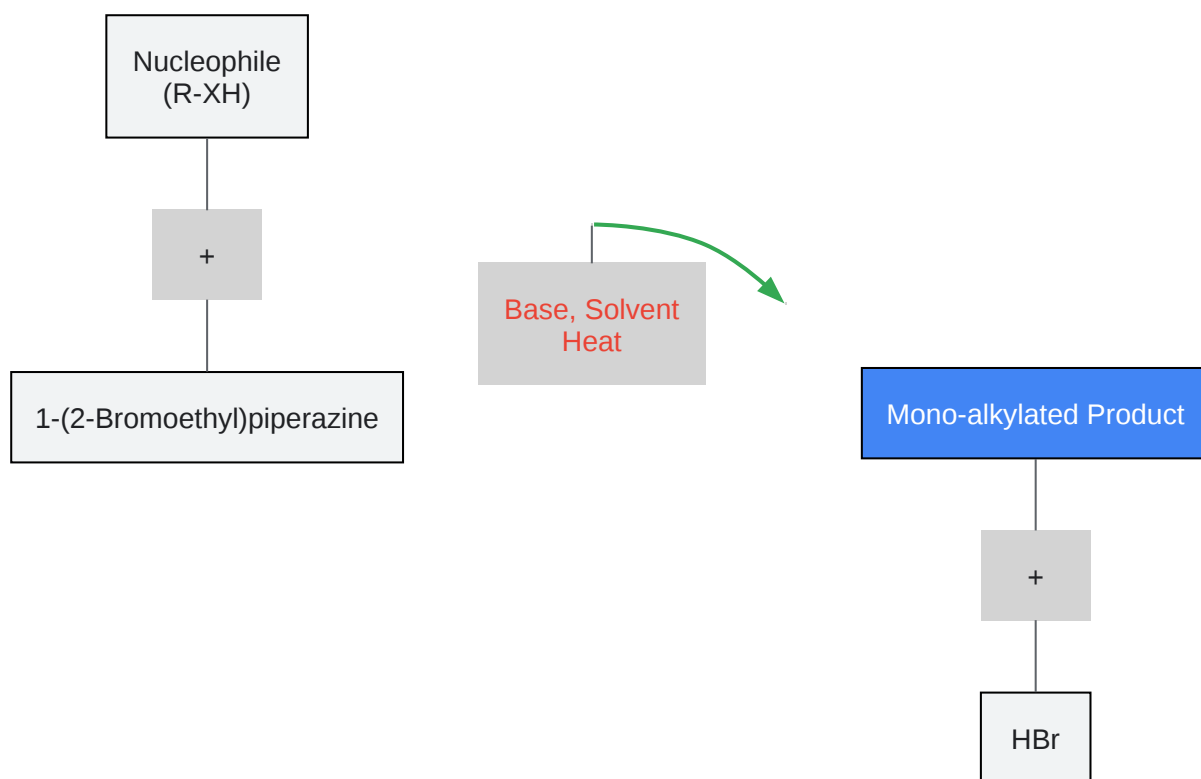 Nucleophile
(R-XH)
+
1-(2-Bromoethyl)piperazine
Base, Solvent
Heat
Mono-alkylated Product
+
HBr